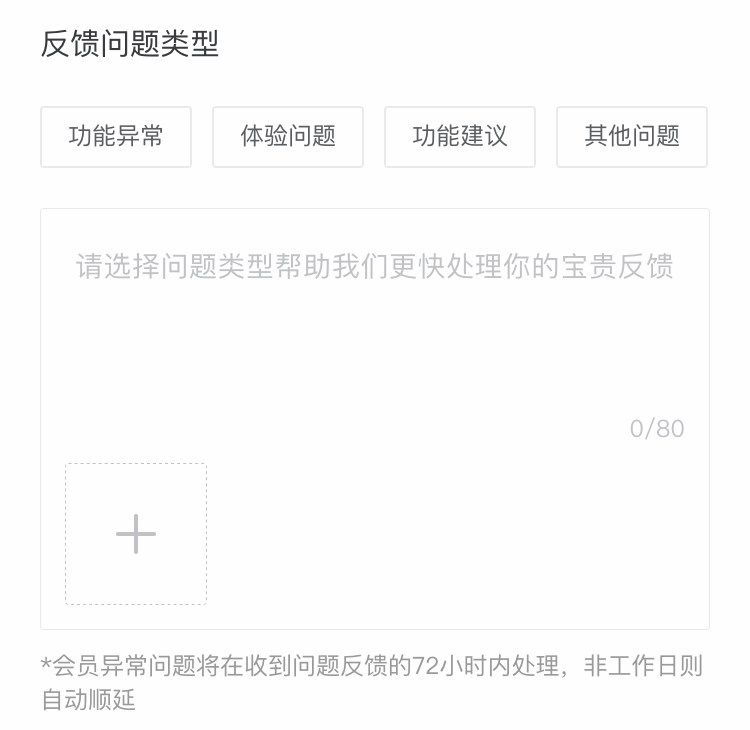 反馈问题类型
功能异常 体验问题 功能建议 其他问题
请选择问题类型帮助我们更快处理你的宝贵反馈
0/80
*会员异常问题将在收到问题反馈的72小时内处理，非工作日则
自动顺延